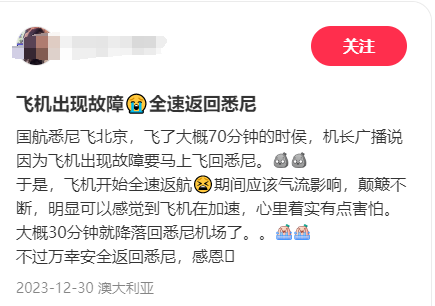 关注
飞机出现故障😭全速返回悉尼
国航悉尼飞北京，飞了大概70分钟的时侯，机长广播说
因为飞机出现故障要马上飞回悉尼。💣💣
于是，飞机开始全速返航😫期间应该气流影响，颠簸不
断，明显可以感觉到飞机在加速，心里着实有点害怕。
大概30分钟就降落回悉尼机场了。。🏥🏥
不过万幸安全返回悉尼，感恩
2023-12-30 澳大利亚